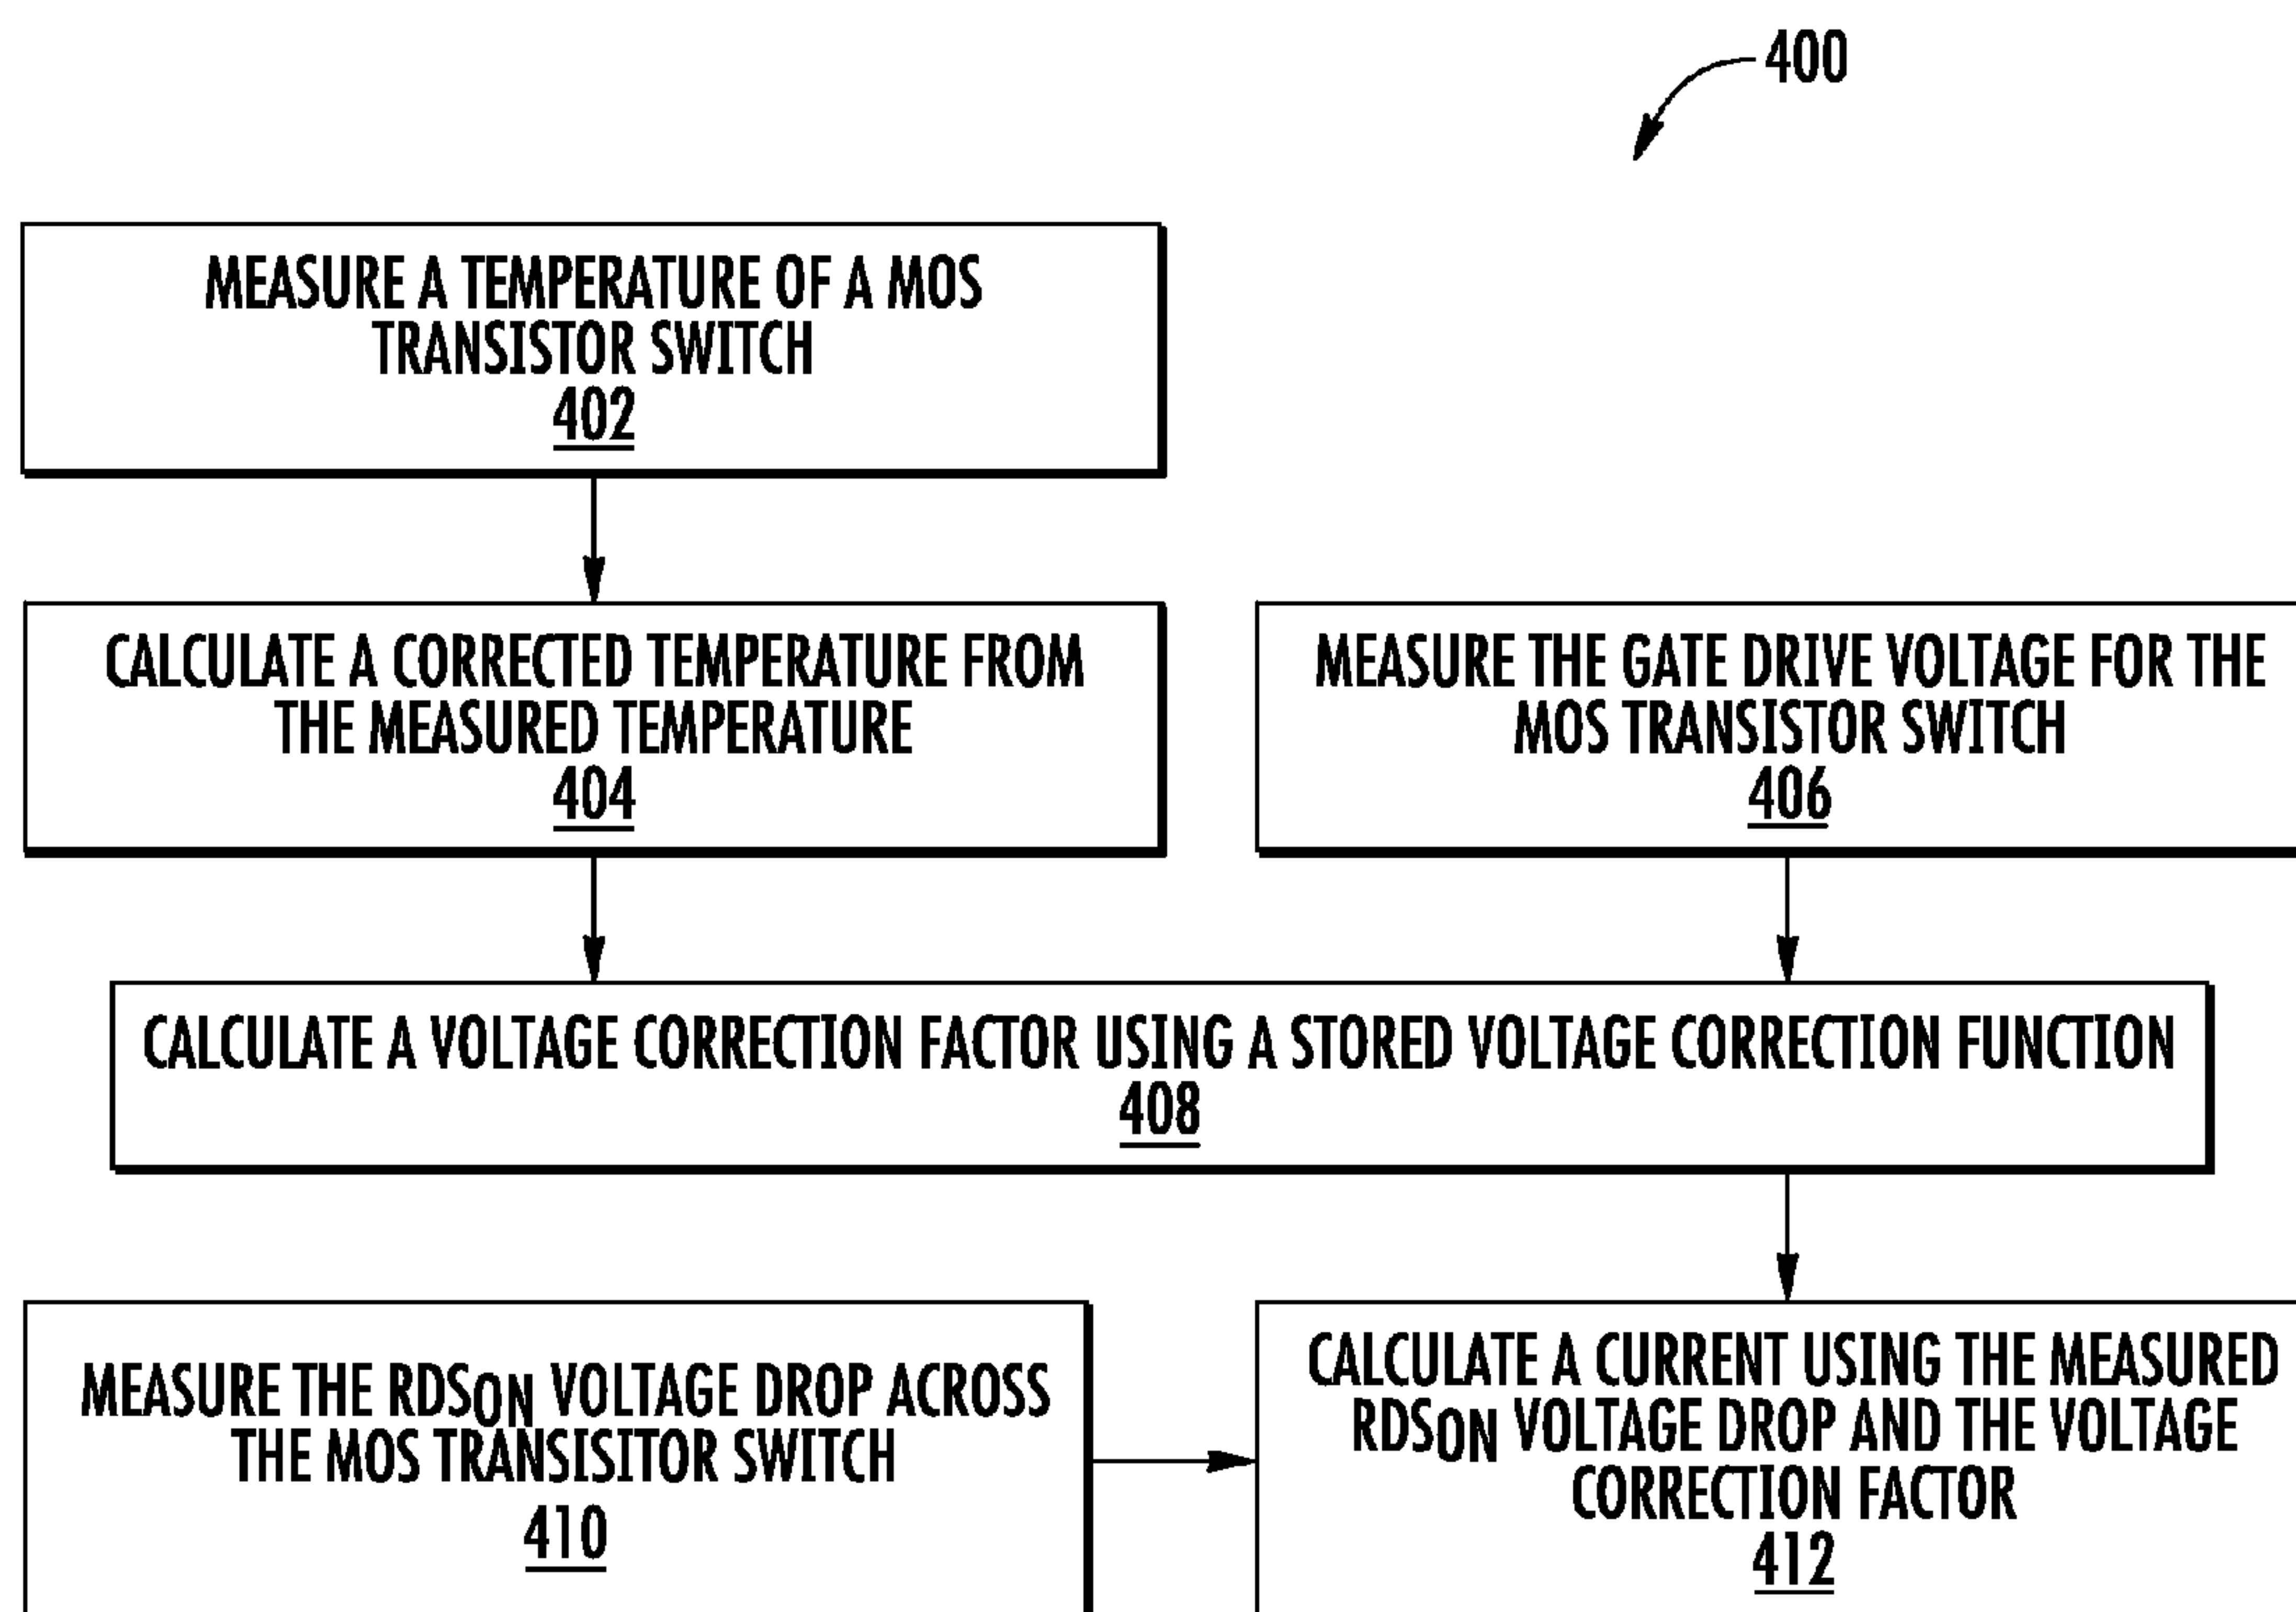 400
MEASURE A TEMPERATURE OF A MOS
TRANSISTOR SWITCH
402
CALCULATE A CORRECTED TEMPERATURE FROM
THE MEASURED TEMPERATURE
404
MEASURE THE GATE DRIVE VOLTAGE FOR THE
MOS TRANSISTOR SWITCH
406
CALCULATE A VOLTAGE CORRECTION FACTOR USING A STORED VOLTAGE CORRECTION FUNCTION
408
MEASURE THE RDSON VOLTAGE DROP ACROSS
THE MOS TRANSISITOR SWITCH
410
CALCULATE A CURRENT USING THE MEASURED
RDSON VOLTAGE DROP AND THE VOLTAGE
CORRECTION FACTOR
412